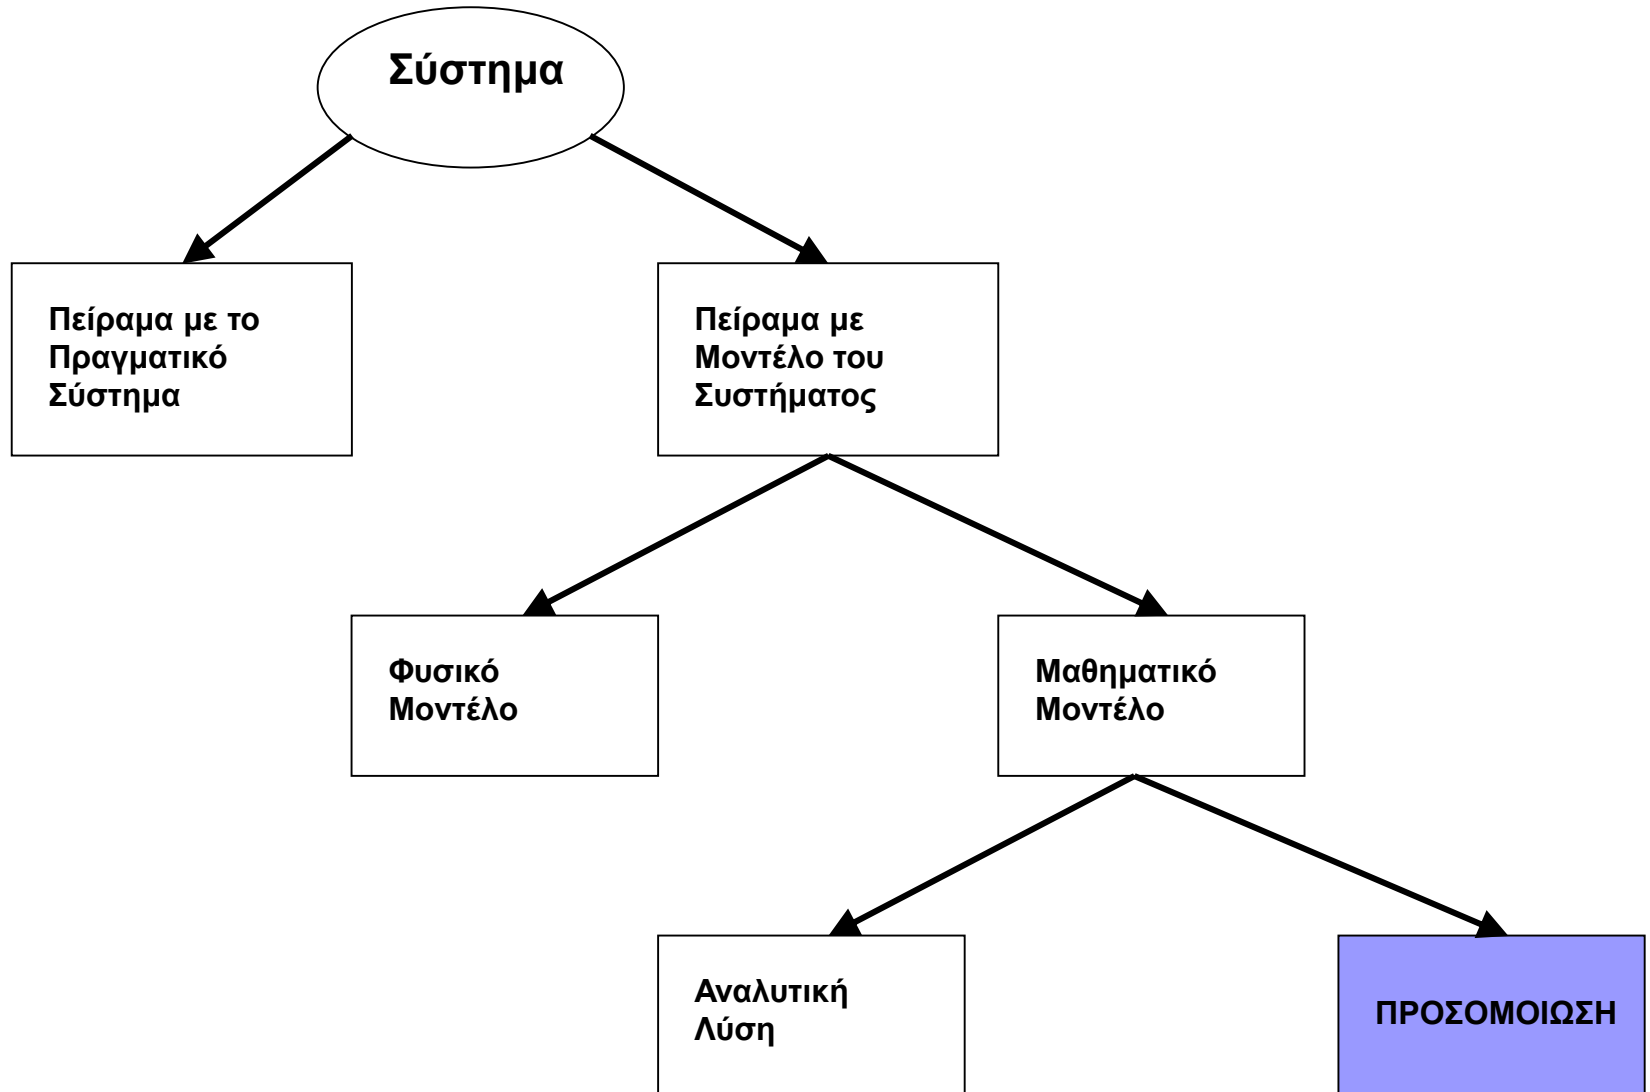 Σύστημα
Πείραμα με το
Πραγματικό
Σύστημα
Πείραμα με
Μοντέλο του
Συστήματος
Φυσικό
Μοντέλο
Μαθηματικό
Μοντέλο
Αναλυτική
Λύση
ΠΡΟΣΟΜΟΙΩΣΗ